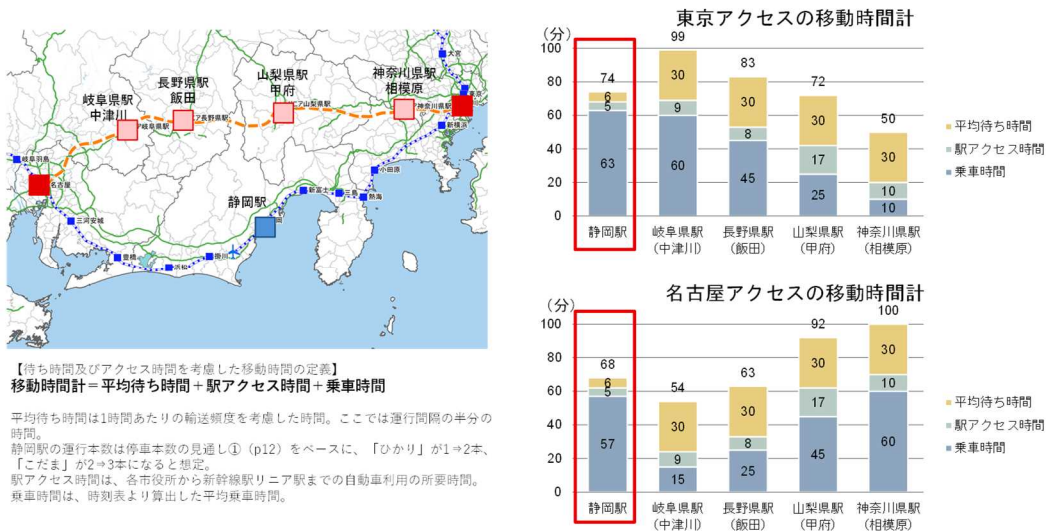 大宮
東京
岐阜県駅
中津川
長野県駅
飯田
山梨県駅
甲府
神奈川県駅
相模原
岐阜県駅
長野県駅
山梨県駅
神奈川県駅
新横浜
岐阜羽島
名古屋
小田原
新富士
三島
熱海
静岡駅
三河安城
豊橋
浜松
掛川
【待ち時間及びアクセス時間を考慮した移動時間の定義】
移動時間計＝平均待ち時間＋駅アクセス時間＋乗車時間
平均待ち時間は1時間あたりの輸送頻度を考慮した時間。ここでは運行間隔の半分の
時間。
静岡駅の運行本数は停車本数の見通し①（p12）をベースに、「ひかり」が1⇒2本、
「こだま」が2⇒3本になると想定。
駅アクセス時間は、各市役所から新幹線駅リニア駅までの自動車利用の所要時間。
乗車時間は、時刻表より算出した平均乗車時間。
東京アクセスの移動時間計
（分）
100
80
60
40
20
0
74
6
5
63
99
30
9
60
83
30
8
45
72
30
17
25
50
30
10
10
静岡駅
岐阜県駅
（中津川）
長野県駅
（飯田）
山梨県駅
（甲府）
神奈川県駅
（相模原）
平均待ち時間
駅アクセス時間
乗車時間
名古屋アクセスの移動時間計
（分）
100
80
60
40
20
0
68
6
5
57
54
30
9
15
63
30
8
25
92
30
17
45
100
30
10
60
静岡駅
岐阜県駅
（中津川）
長野県駅
（飯田）
山梨県駅
（甲府）
神奈川県駅
（相模原）
平均待ち時間
駅アクセス時間
乗車時間